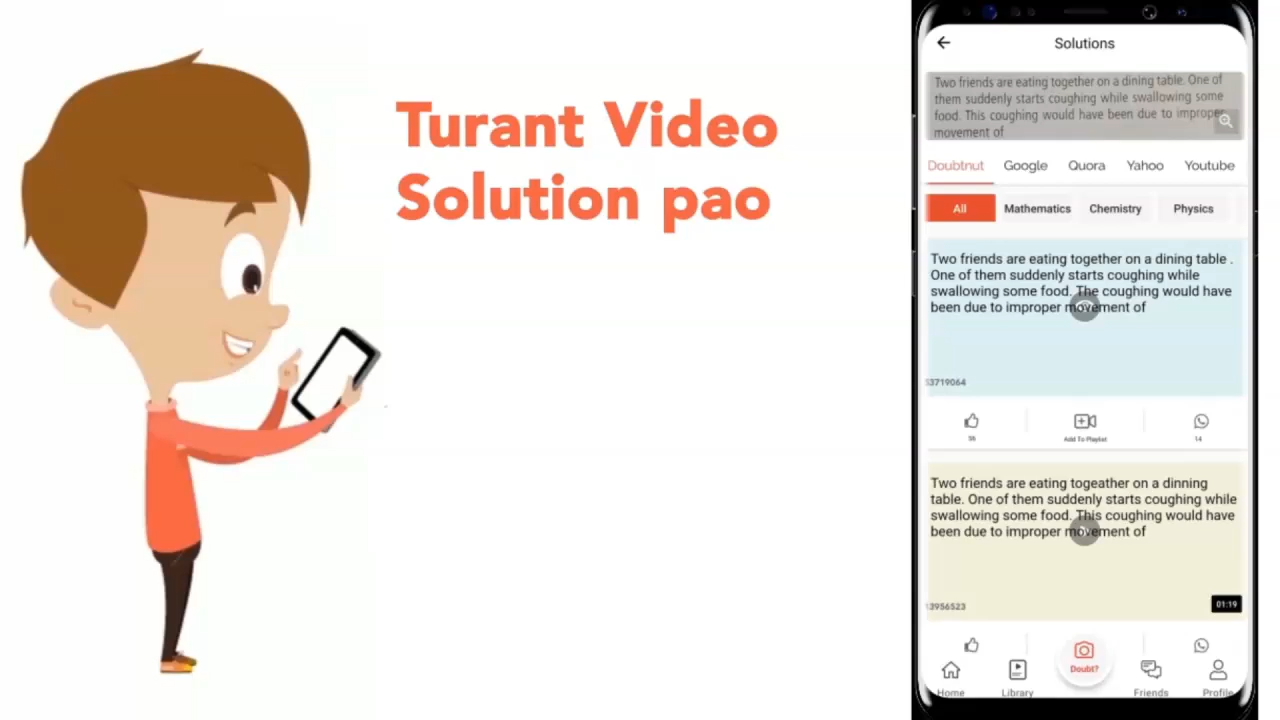 Turant Video
Solution pao
Solutions
Two friends are eating together on a dining table. One of
them suddenly starts coughing while swallowing some
food. This coughing would have been due to improper
movement of
Doubtnut Google Quora Yahoo Youtube
All Mathematics Chemistry Physics
Two friends are eating together on a dining table .
One of them suddenly starts coughing while
swallowing some food. The coughing would have
been due to improper movement of
53719064
56 Add To Playlist 14
Two friends are eating togeather on a dinning
table. One of them suddenly starts coughing while
swallowing some food. This coughing would have
been due to improper movement of
13956523
01:19
Doubt?
Home Library Friends Profile